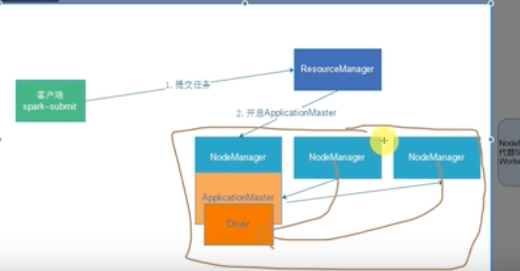 ResourceManager
客户端
spark-submit
1. 提交任务
2. 开启ApplicationMaster
NodeManager
NodeManager
NodeManager
ApplicationMaster
Driver
Node
代替S
Worke